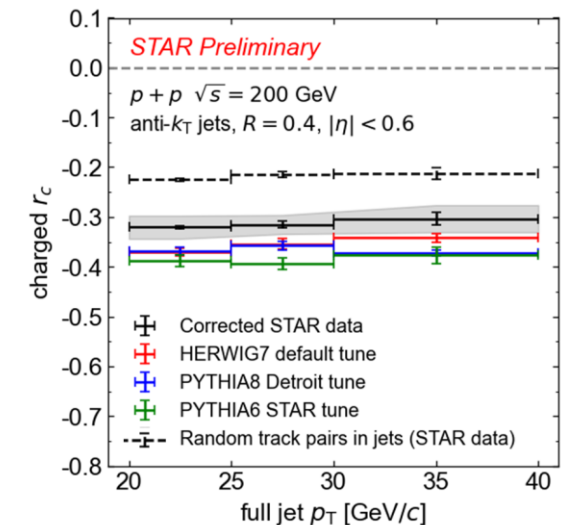 STAR Preliminary
p + p √s = 200 GeV
anti-kT jets, R = 0.4, |η| < 0.6
0.1
0.0
-0.1
-0.2
-0.3
-0.4
-0.5
-0.6
-0.7
-0.8
charged rc
Corrected STAR data
HERWIG7 default tune
PYTHIA8 Detroit tune
PYTHIA6 STAR tune
Random track pairs in jets (STAR data)
20 25 30 35 40
full jet pT [GeV/c]